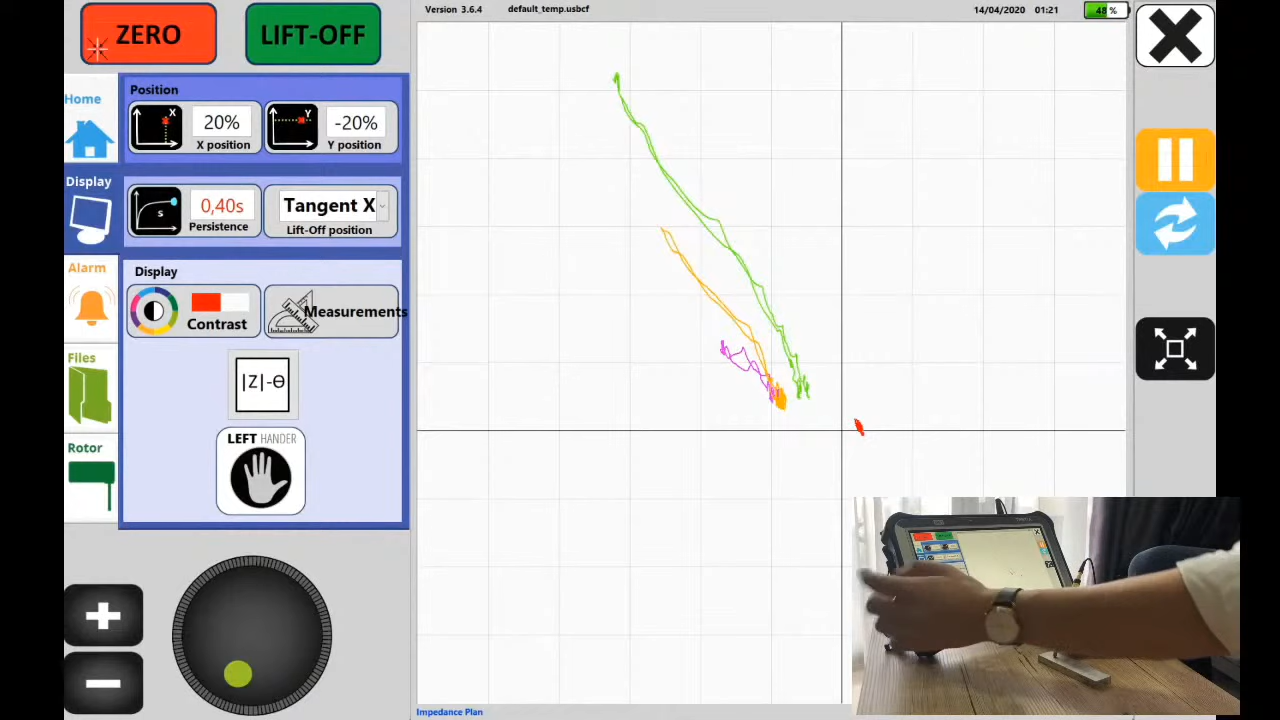 ZERO
LIFT-OFF
Version 3.6.4
default_temp.usbcf
14/04/2020
01:21
48 %
Home
Display
Alarm
Files
Rotor
Position
X
20%
X position
Y
-20%
Y position
s
0,40s
Persistence
Tangent X
Lift-Off position
Display
Contrast
Measurements
|Z|-Θ
LEFT HANDER
Impedance Plan